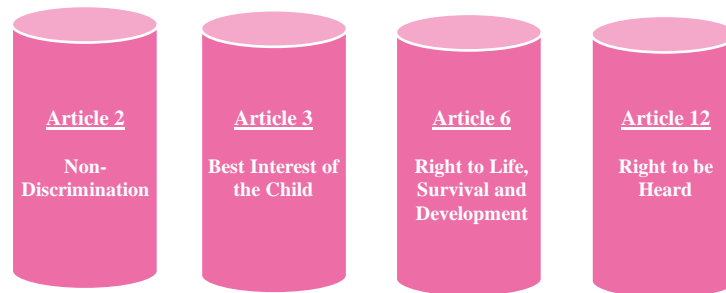 Article 2
Non-
Discrimination
Article 3
Best Interest of
the Child
Article 6
Right to Life,
Survival and
Development
Article 12
Right to be
Heard